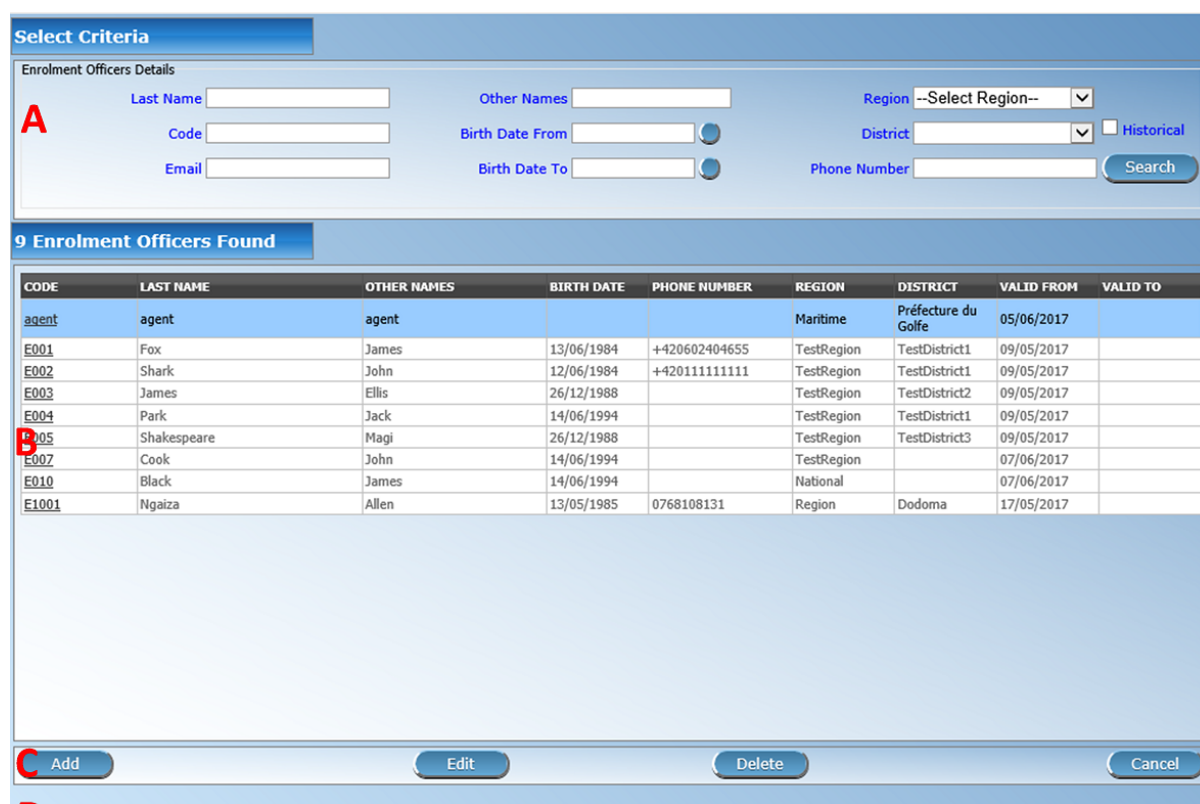 Select Criteria
Enrolment Officers Details
A
Last Name Other Names Region --Select Region--
Code Birth Date From District Historical
Email Birth Date To Phone Number Search
9 Enrolment Officers Found
CODE LAST NAME OTHER NAMES BIRTH DATE PHONE NUMBER REGION DISTRICT VALID FROM VALID TO
agent agent agent Maritime Préfecture du Golfe 05/06/2017
E001 Fox James 13/06/1984 +420602404655 TestRegion TestDistrict1 09/05/2017
E002 Shark John 12/06/1984 +420111111111 TestRegion TestDistrict1 09/05/2017
E003 James Ellis 26/12/1988 TestRegion TestDistrict2 09/05/2017
E004 Park Jack 14/06/1994 TestRegion TestDistrict1 09/05/2017
B
E005 Shakespeare Magi 26/12/1988 TestRegion TestDistrict3 09/05/2017
E007 Cook John 14/06/1994 TestRegion 07/06/2017
E010 Black James 14/06/1994 National 07/06/2017
E1001 Ngaiza Allen 13/05/1985 0768108131 Region Dodoma 17/05/2017
C
Add Edit Delete Cancel